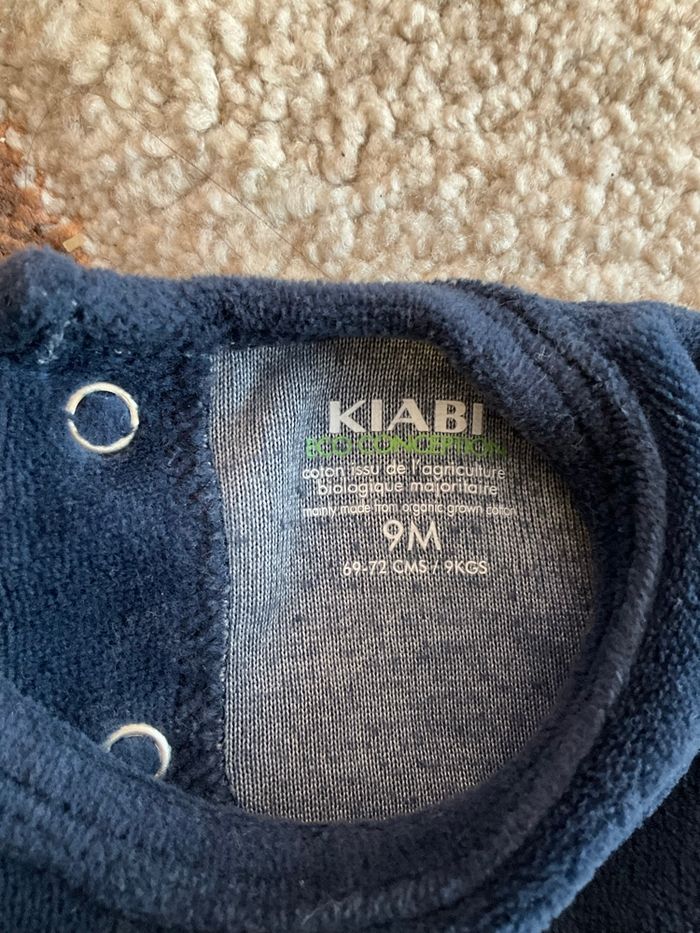 KIABI
ECO-CONCEPTION
coton issu de l'agriculture
biologique majoritaire
mainly made from organic grown cotton
9M
69-72 CMS / 9KGS